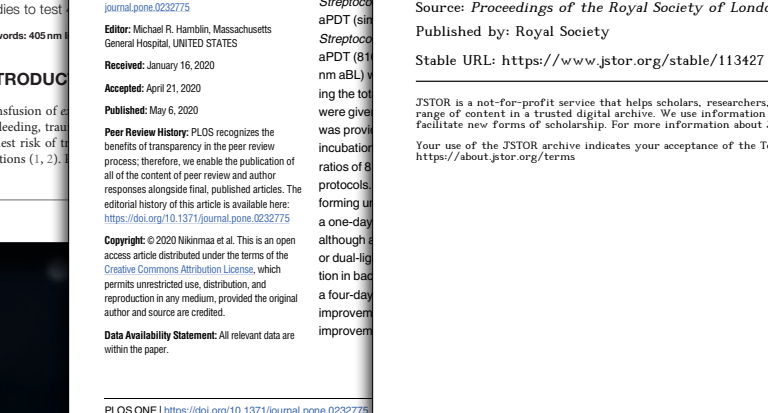 dies to test
words: 405 nm
TRODUC
nsfusion of
leeding, trau
nest risk of tr
tions (1, 2).
journal.pone.0232775
Editor: Michael R. Hamblin, Massachusetts
General Hospital, UNITED STATES
Received: January 16, 2020
Accepted: April 21, 2020
Published: May 6, 2020
Peer Review History: PLOS recognizes the
benefits of transparency in the peer review
process; therefore, we enable the publication of
all of the content of peer review and author
responses alongside final, published articles. The
editorial history of this article is available here:
https://doi.org/10.1371/journal.pone.0232775
Copyright: © 2020 Nikinmaa et al. This is an open
access article distributed under the terms of the
Creative Commons Attribution License, which
permits unrestricted use, distribution, and
reproduction in any medium, provided the original
author and source are credited.
Data Availability Statement: All relevant data are
within the paper.
PLOS ONE | https://doi.org/10.1371/journal.pone.0232775
Streptoco
aPDT (sim
Streptoco
aPDT (810
nm aBL) w
ing the tot
were give
was provi
incubation
ratios of 8
protocols.
forming un
a one-day
although a
or dual-lig
tion in bac
a four-day
improvem
improvem
Source: Proceedings of the Royal Society of Londo
Published by: Royal Society
Stable URL: https://www.jstor.org/stable/113427
JSTOR is a not-for-profit service that helps scholars, researchers,
range of content in a trusted digital archive. We use information
facilitate new forms of scholarship. For more information about J
Your use of the JSTOR archive indicates your acceptance of the Te
https://about.jstor.org/terms